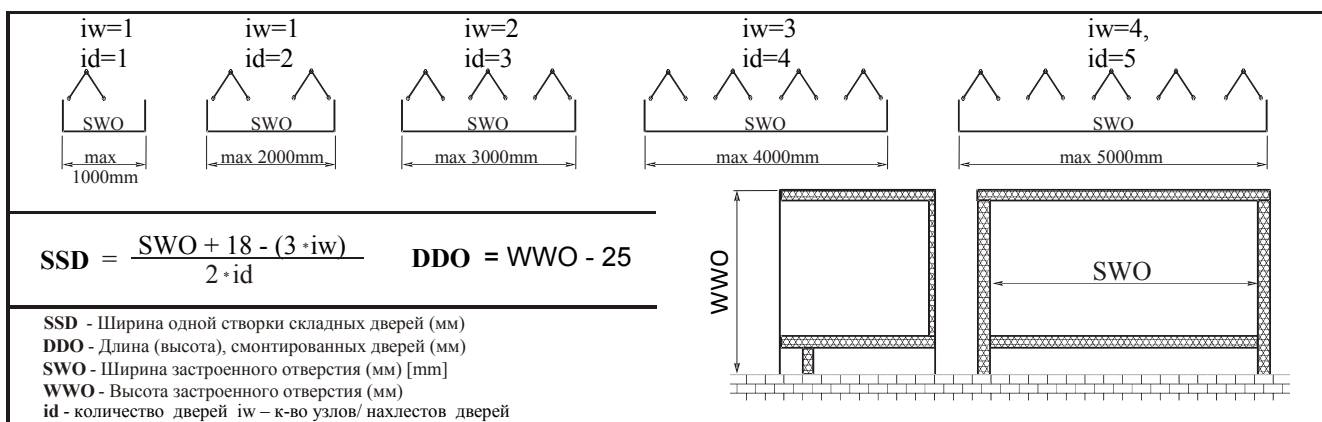 iw=1 iw=1 iw=2 iw=3 iw=4,
id=1 id=2 id=3 id=4 id=5
SWO SWO SWO SWO SWO
max 1000mm max 2000mm max 3000mm max 4000mm max 5000mm
SSD = SWO + 18 - (3 * iw)
2 * id
DDO = WWO - 25
WWO
SWO
SSD - Ширина одной створки складных дверей (мм)
DDO - Длина (высота), смонтированных дверей (мм)
SWO - Ширина застроенного отверстия (мм) [mm]
WWO - Высота застроенного отверстия (мм)
id - количество дверей iw – к-во узлов/ нахлестов дверей